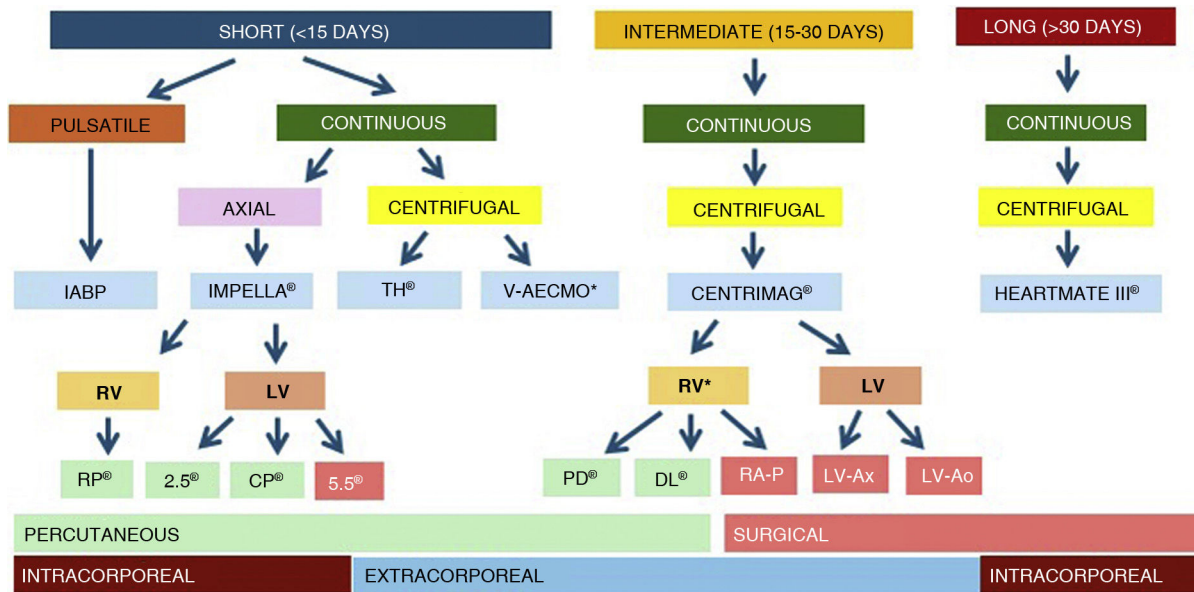 SHORT (<15 DAYS)
INTERMEDIATE (15-30 DAYS)
LONG (>30 DAYS)
PULSATILE
CONTINUOUS
CONTINUOUS
CONTINUOUS
AXIAL
CENTRIFUGAL
CENTRIFUGAL
CENTRIFUGAL
IABP
IMPELLA®
TH®
V-AECMO*
CENTRIMAG®
HEARTMATE III®
RV
LV
RV*
LV
RP®
2.5®
CP®
5.5®
PD®
DL®
RA-P
LV-Ax
LV-Ao
PERCUTANEOUS
SURGICAL
INTRACORPOREAL
EXTRACORPOREAL
INTRACORPOREAL